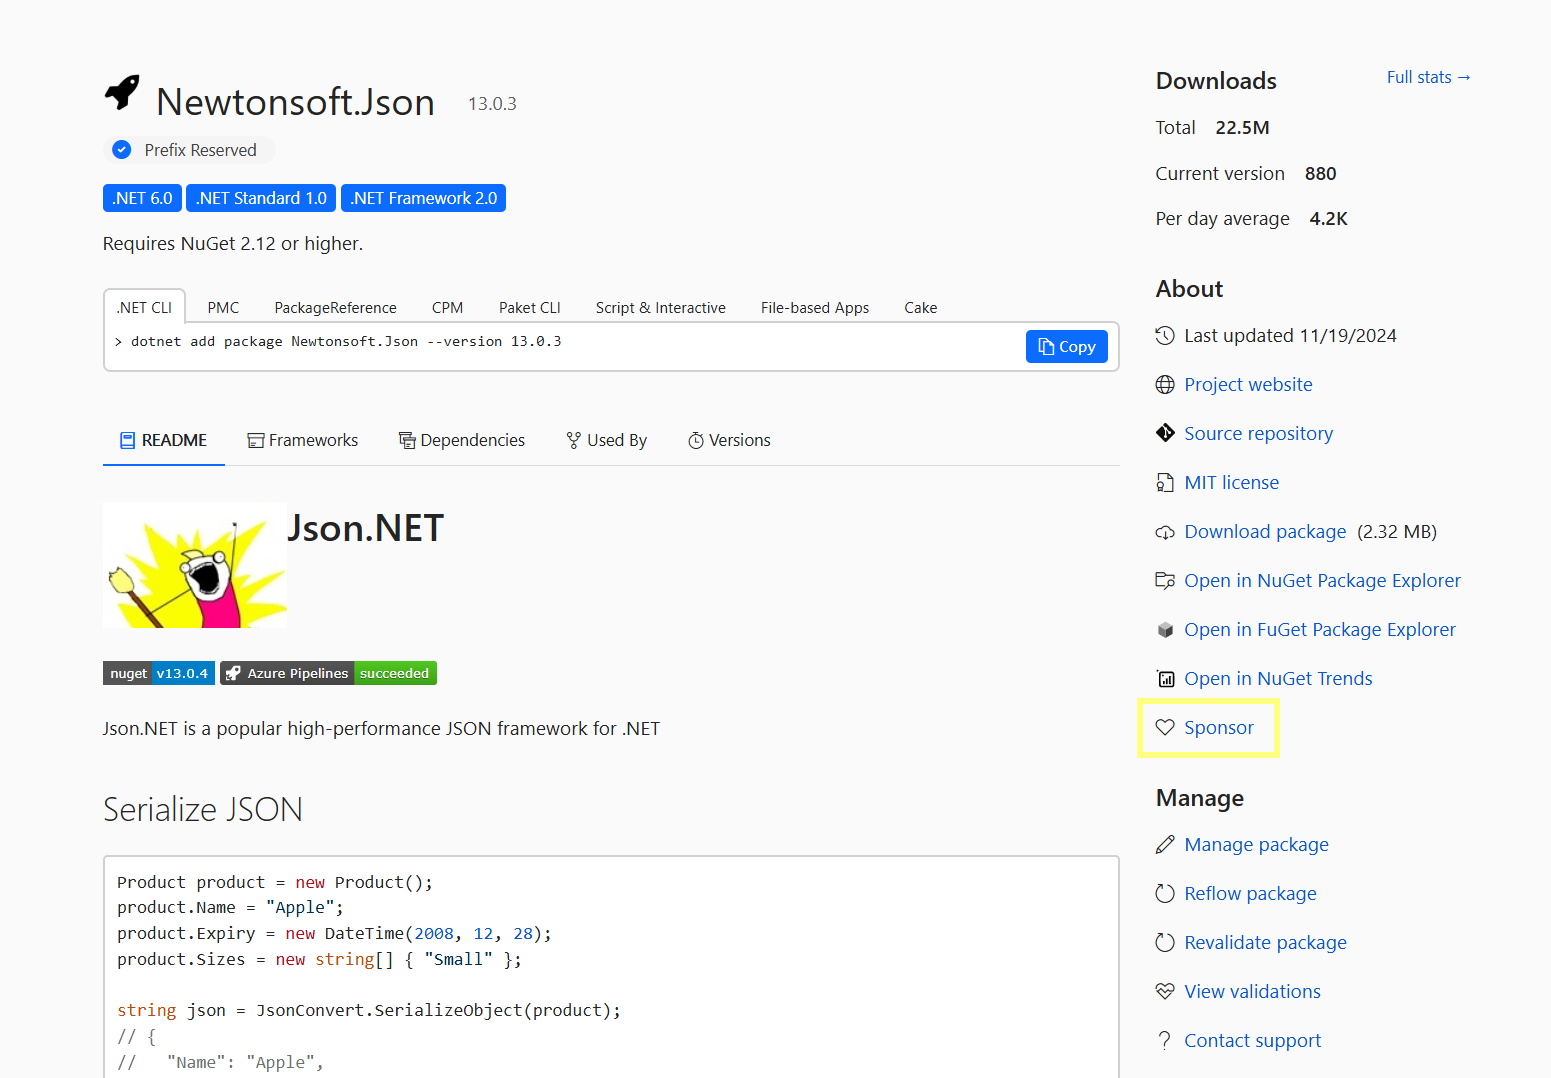 Newtonsoft.Json 13.0.3
Prefix Reserved
.NET 6.0 .NET Standard 1.0 .NET Framework 2.0
Requires NuGet 2.12 or higher.
.NET CLI PMC PackageReference CPM Paket CLI Script & Interactive File-based Apps Cake
> dotnet add package Newtonsoft.Json --version 13.0.3
Copy
README Frameworks Dependencies Used By Versions
Json.NET
nuget v13.0.4 Azure Pipelines succeeded
Json.NET is a popular high-performance JSON framework for .NET
Serialize JSON
Product product = new Product();
product.Name = "Apple";
product.Expiry = new DateTime(2008, 12, 28);
product.Sizes = new string[] { "Small" };
string json = JsonConvert.SerializeObject(product);
// {
//   "Name": "Apple",
Downloads Full stats →
Total 22.5M
Current version 880
Per day average 4.2K
About
Last updated 11/19/2024
Project website
Source repository
MIT license
Download package (2.32 MB)
Open in NuGet Package Explorer
Open in FuGet Package Explorer
Open in NuGet Trends
Sponsor
Manage
Manage package
Reflow package
Revalidate package
View validations
Contact support